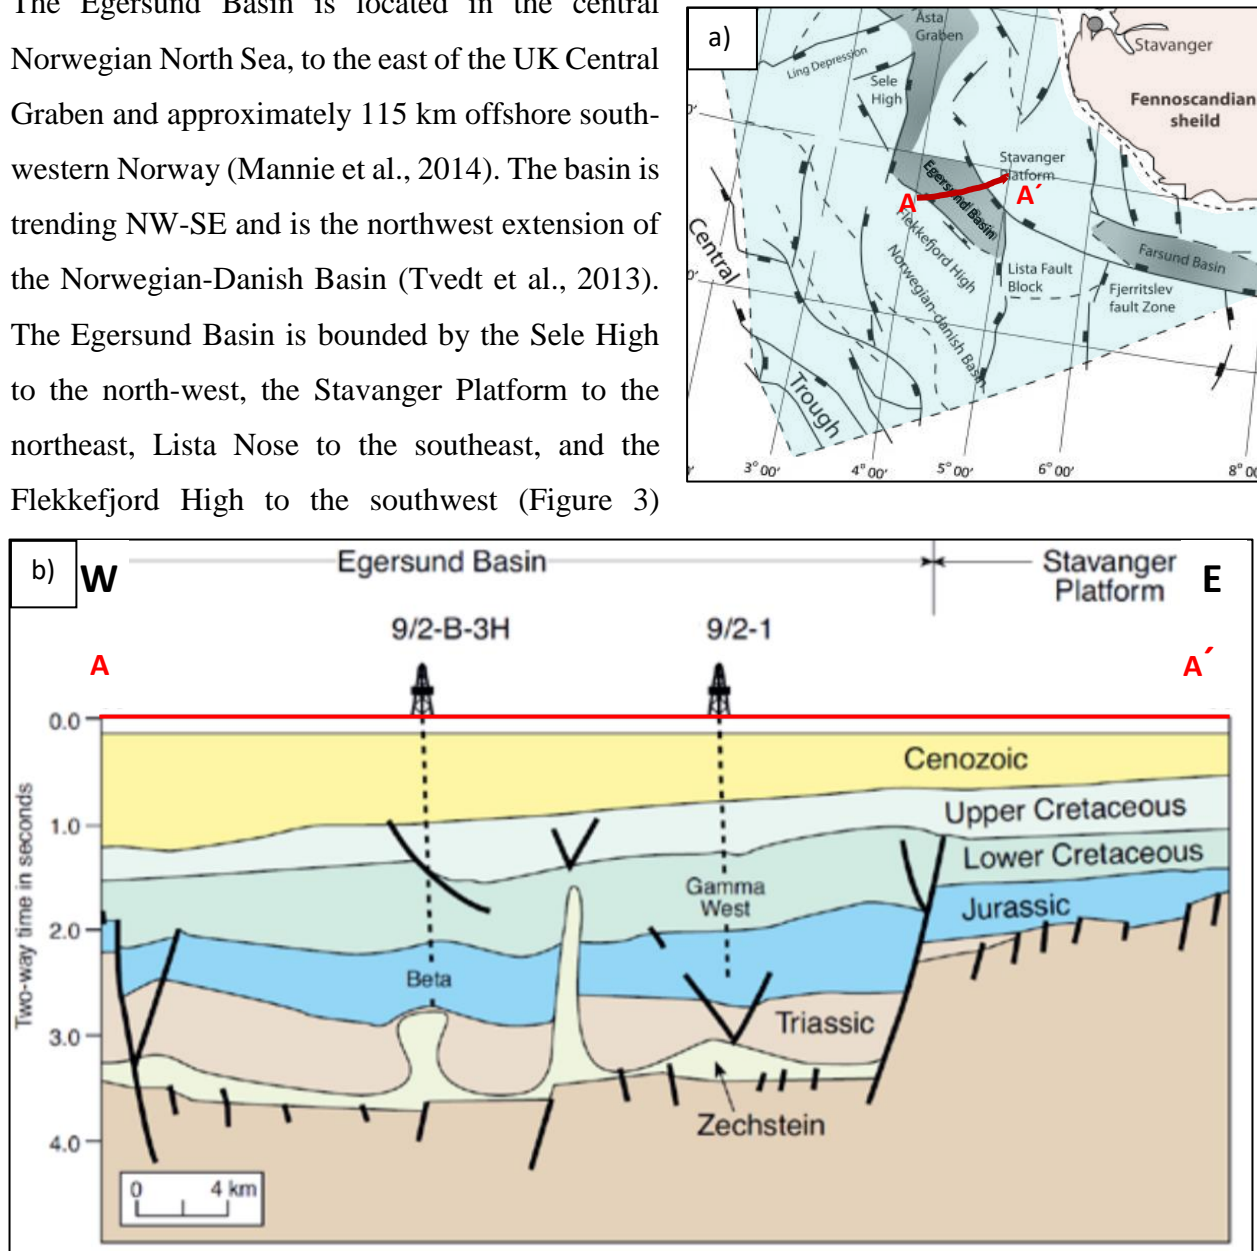 The Egersund Basin is located in the central
Norwegian North Sea, to the east of the UK Central
Graben and approximately 115 km offshore south-
western Norway (Mannie et al., 2014). The basin is
trending NW-SE and is the northwest extension of
the Norwegian-Danish Basin (Tvedt et al., 2013).
The Egersund Basin is bounded by the Sele High
to the north-west, the Stavanger Platform to the
northeast, Lista Nose to the southeast, and the
Flekkefjord High to the southwest (Figure 3)
a)
Åsta
Graben
Ling Depression
Sele
High
Stavanger
Fennoscandian
sheild
Stavanger
Platform
Egersund Basin
A
A´
Flekkefjord High
Norwegian-danish Basin
Lista Fault
Block
Farsund Basin
Fjerritslev
fault Zone
Central
Trough
3° 00'
4° 00'
5° 00'
6° 00'
8° 00
b)
W
Egersund Basin
Stavanger
Platform
E
9/2-B-3H
9/2-1
A
A´
Two-way time in seconds
0.0
1.0
2.0
3.0
4.0
Cenozoic
Upper Cretaceous
Lower Cretaceous
Gamma
West
Jurassic
Beta
Triassic
Zechstein
0
4 km